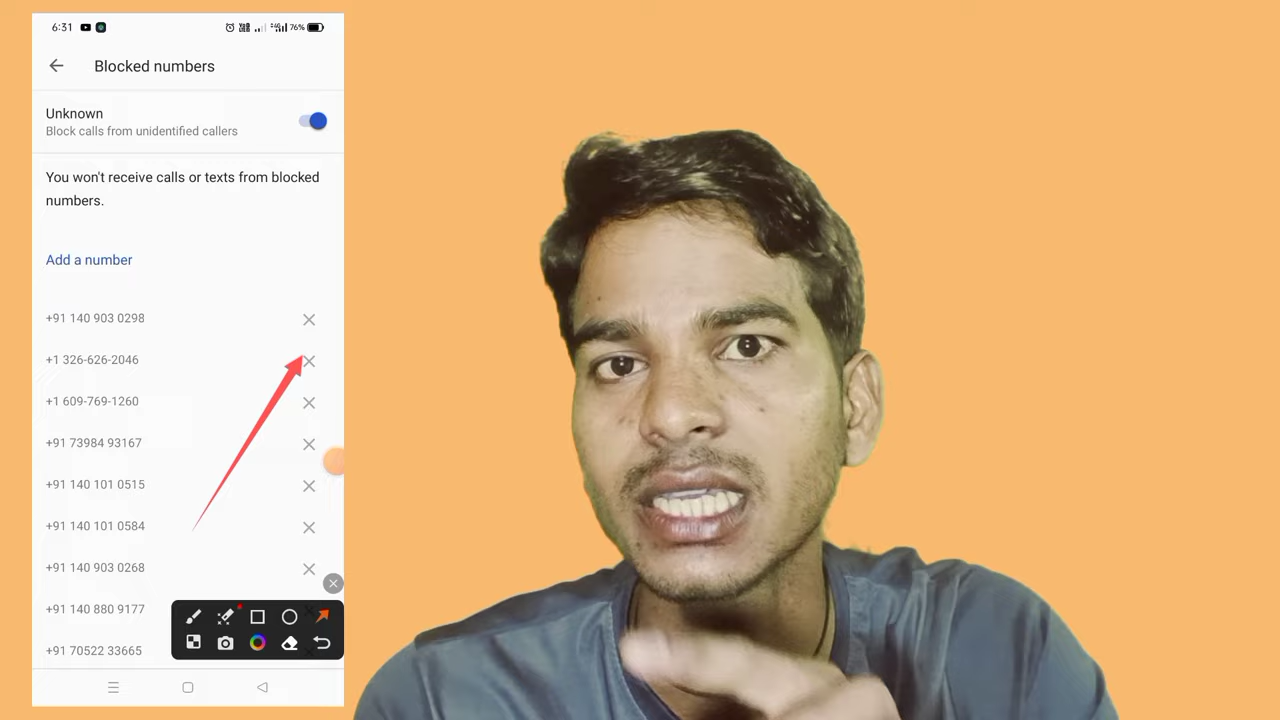 6:31
76%
Blocked numbers
Unknown
Block calls from unidentified callers
You won't receive calls or texts from blocked
numbers.
Add a number
+91 140 903 0298
+1 326-626-2046
+1 609-769-1260
+91 73984 93167
+91 140 101 0515
+91 140 101 0584
+91 140 903 0268
+91 140 880 9177
+91 70522 33665